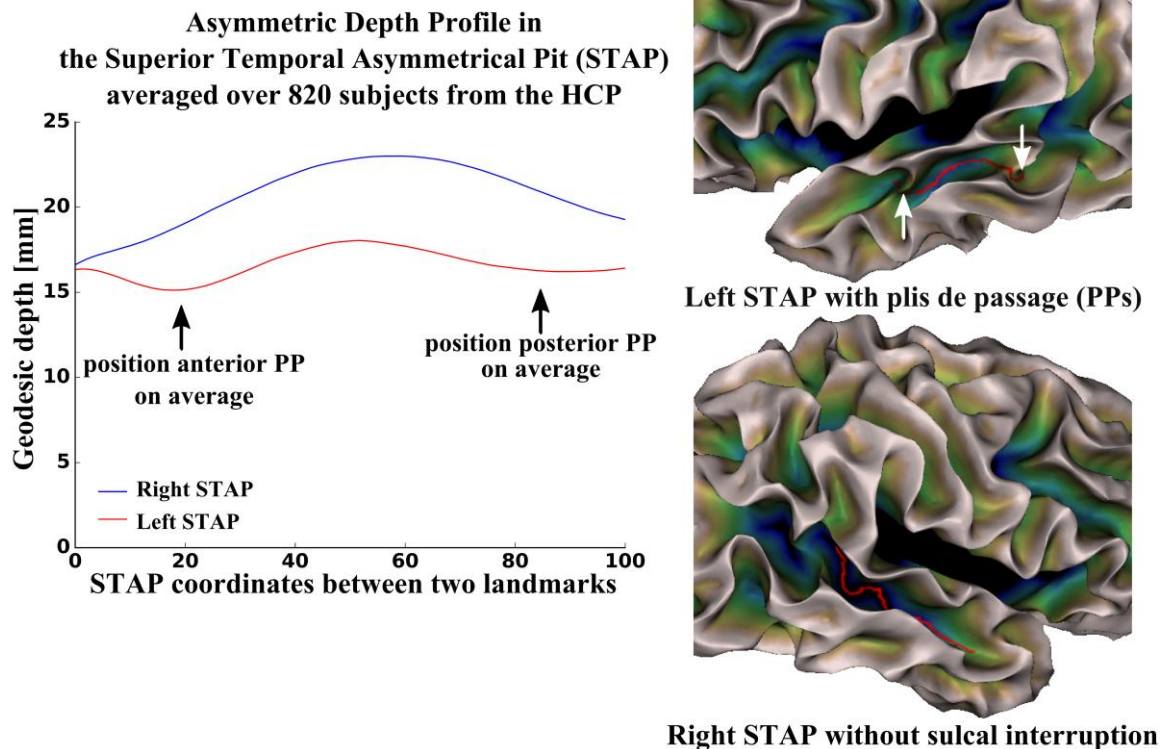 Asymmetric Depth Profile in
the Superior Temporal Asymmetrical Pit (STAP)
averaged over 820 subjects from the HCP
25
20
15
10
5
0
Geodesic depth [mm]
position anterior PP
on average
position posterior PP
on average
Right STAP
Left STAP
0 20 40 60 80 100
STAP coordinates between two landmarks
Left STAP with plis de passage (PPs)
Right STAP without sulcal interruption